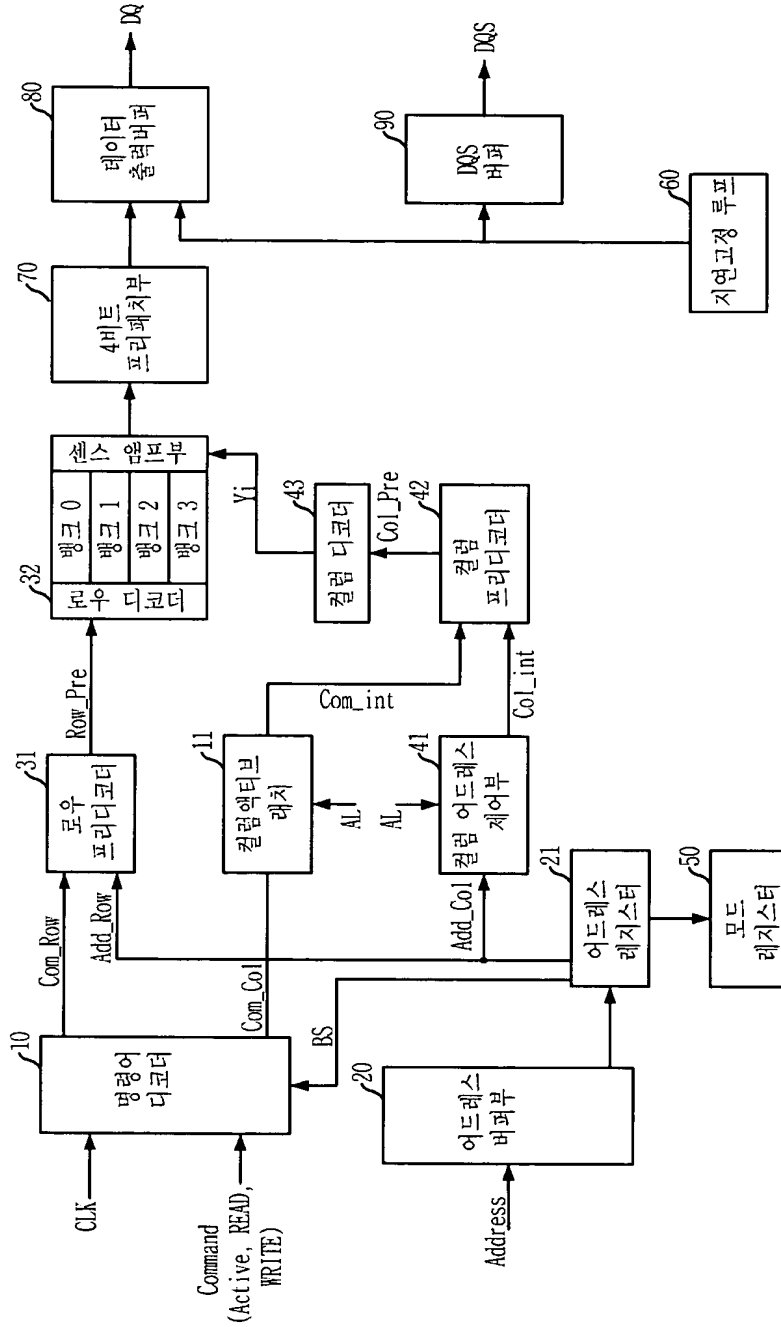 CLK
Command
(Active, READ,
WRITE)
10
명령어
디코더
Com_Row
Add_Row
Com_Col
BS
31
로우
프리디코더
Row_Pre
32
로우 디코더
뱅크 0
뱅크 1
뱅크 2
뱅크 3
센스 앰프부
70
4비트
프리패치부
80
데이터
출력버퍼
DQ
11
컬럼액티브
래치
AL
AL
Com_int
41
컬럼 어드레스
제어부
Add_Col
Col_int
43
컬럼 디코더
Yi
Col_Pre
42
컬럼
프리디코더
90
DQS
버퍼
DQS
Address
20
어드레스
버퍼부
21
어드레스
레지스터
50
모드
레지스터
60
지연고정 루프